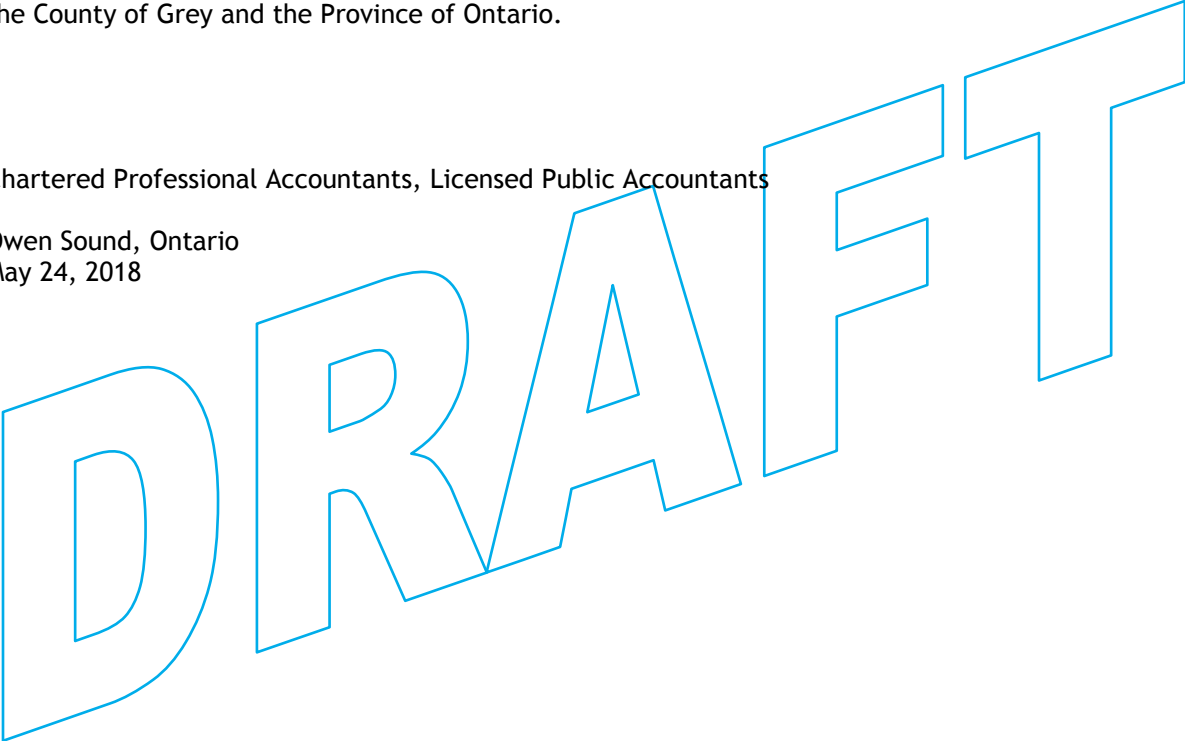 he County of Grey and the Province of Ontario.
hartered Professional Accountants, Licensed Public Accountants
Owen Sound, Ontario
May 24, 2018
DRAFT